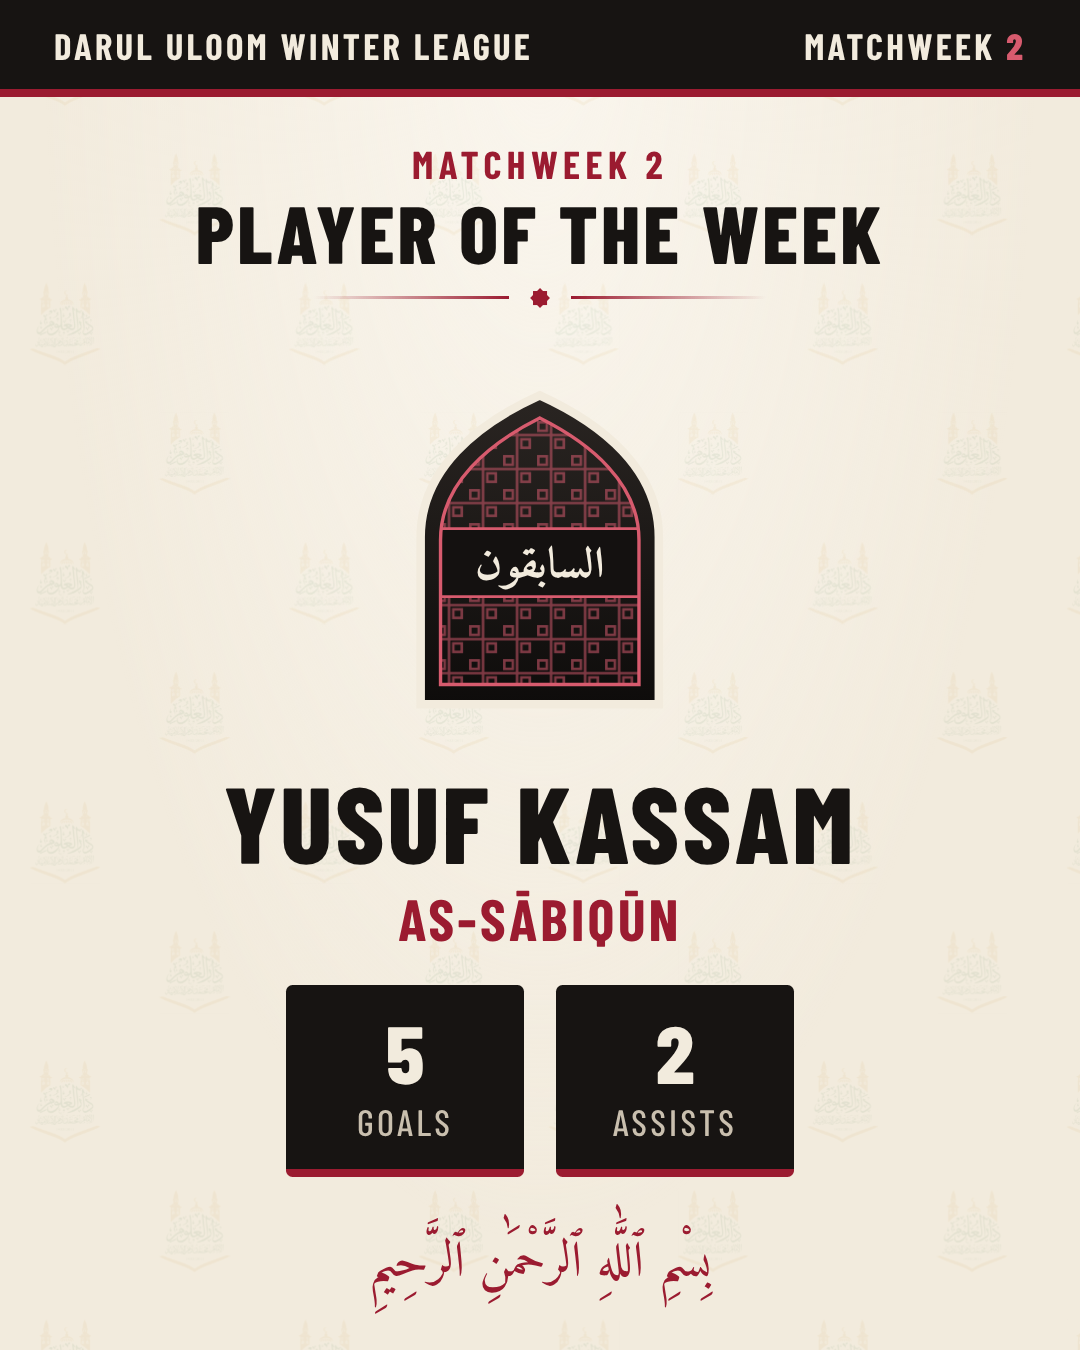 DARUL ULOOM WINTER LEAGUE
MATCHWEEK 2
MATCHWEEK 2
PLAYER OF THE WEEK
السابقون
YUSUF KASSAM
AS-SĀBIQŪN
5
GOALS
2
ASSISTS
بِسْمِ ٱللَّهِ ٱلرَّحْمَٰنِ ٱلرَّحِيمِ